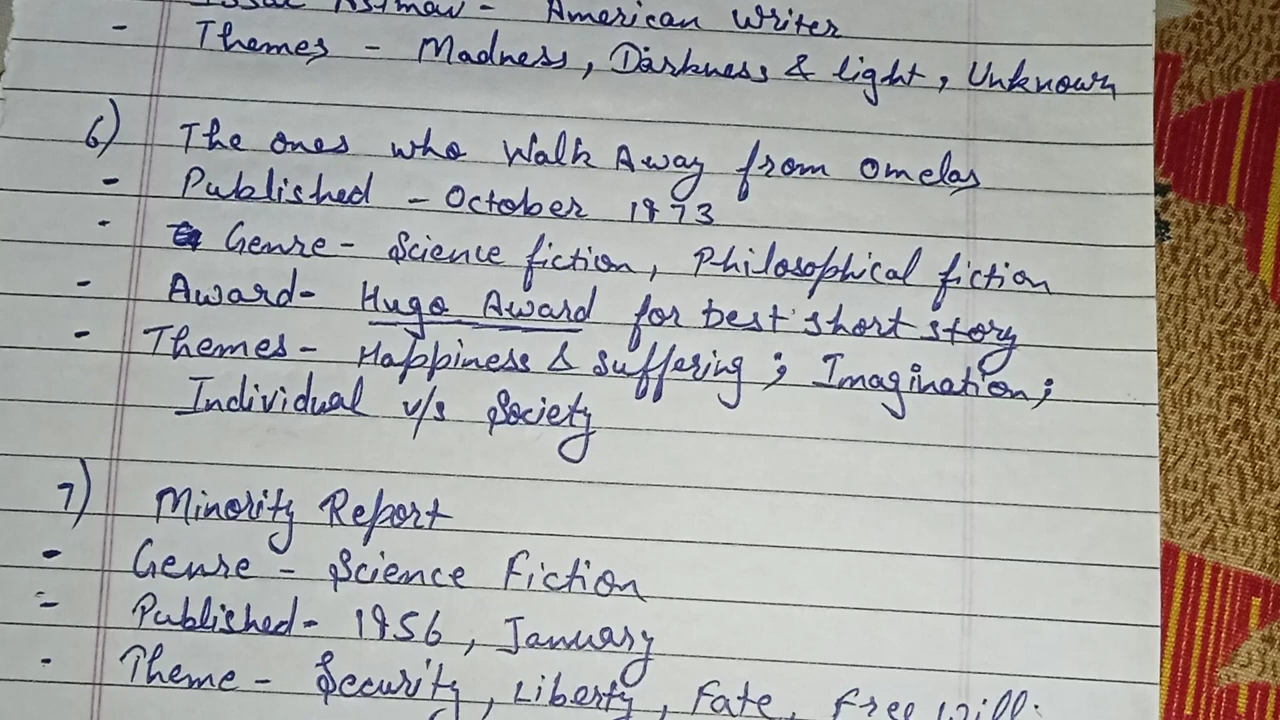 Issac Asimov - American Writer
- Themes - Madness, Darkness & light, Unknown
6) The ones who Walk Away from omelas
- Published - October 1973
- Genre - Science fiction, Philosophical fiction
- Award- Hugo Award for best short story
- Themes - Happiness & Suffering ; Imagination ;
Individual v/s Society
7) Minority Report
- Genre - Science Fiction
- Published - 1956, January
- Theme - Security, Liberty, Fate, free will.